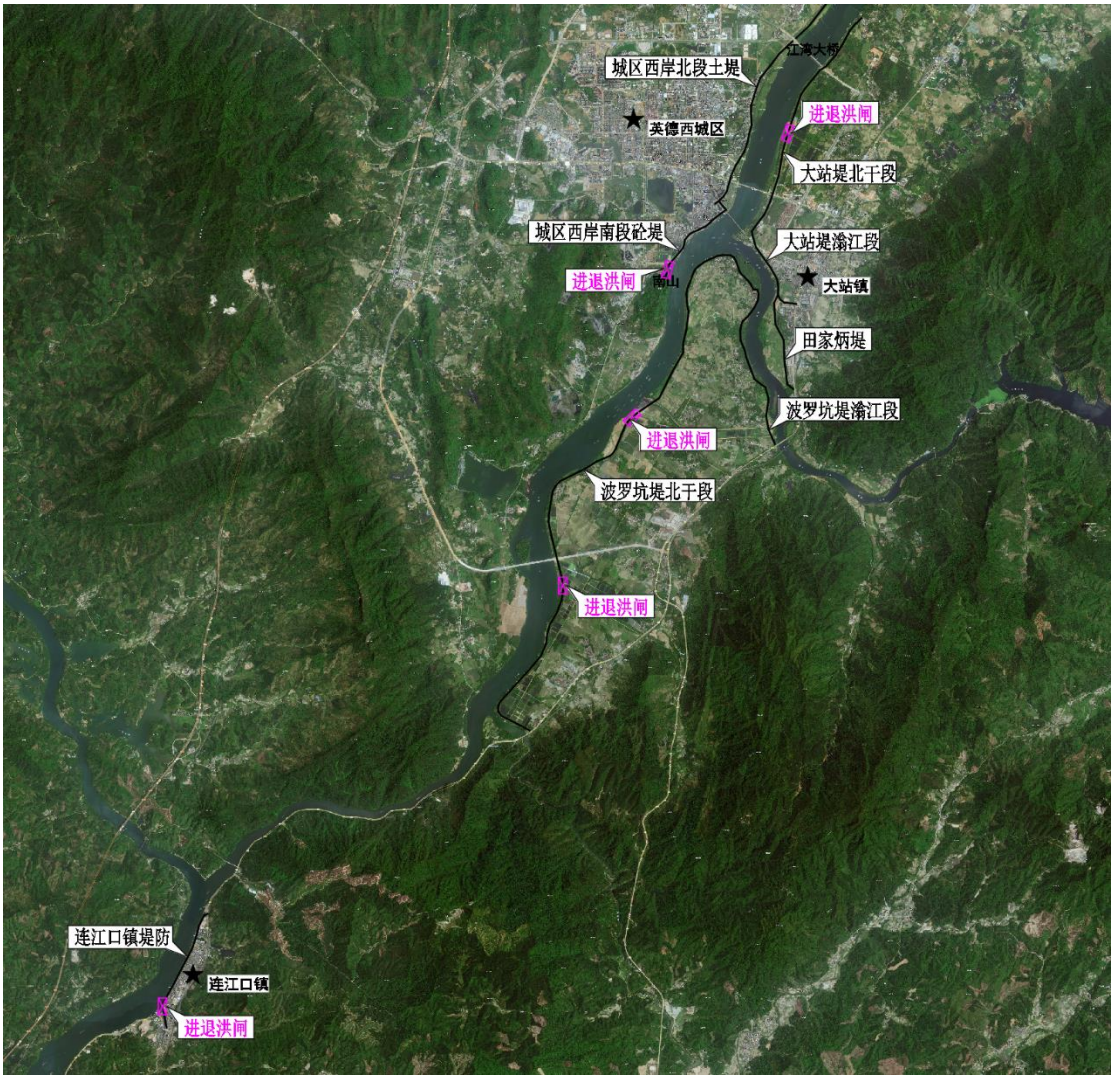 江湾大桥
城区西岸北段土堤
进退洪闸
英德西城区
大站堤北干段
城区西岸南段砼堤
大站堤滃江段
进退洪闸
南山
大站镇
田家炳堤
波罗坑堤滃江段
进退洪闸
波罗坑堤北干段
进退洪闸
连江口镇堤防
连江口镇
进退洪闸